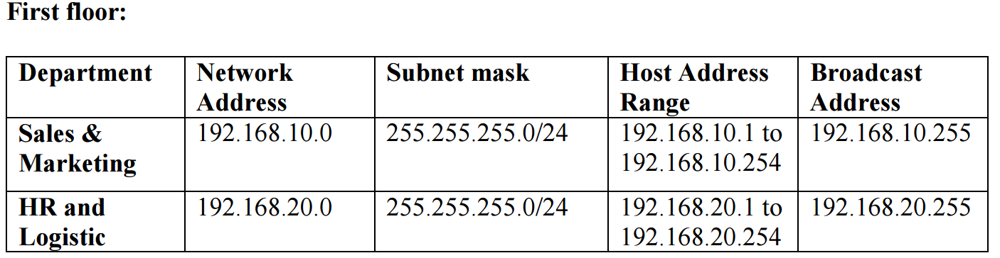 First floor:
Department Network Address Subnet mask Host Address Range Broadcast Address
Sales & Marketing 192.168.10.0 255.255.255.0/24 192.168.10.1 to 192.168.10.254 192.168.10.255
HR and Logistic 192.168.20.0 255.255.255.0/24 192.168.20.1 to 192.168.20.254 192.168.20.255